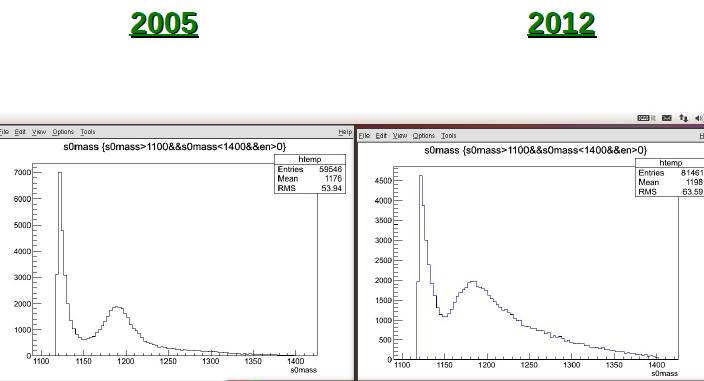 2005
2012
File Edit View Options Tools Help
s0mass {s0mass>1100&&s0mass<1400&&en>0}
htemp
Entries 59546
Mean 1176
RMS 53.94
7000
6000
5000
4000
3000
2000
1000
0
1100 1150 1200 1250 1300 1350 1400
s0mass
File Edit View Options Tools H
s0mass {s0mass>1100&&s0mass<1400&&en>0}
htemp
Entries 81461
Mean 1198
RMS 63.59
4500
4000
3500
3000
2500
2000
1500
1000
500
0
1100 1150 1200 1250 1300 1350 1400
s0mass